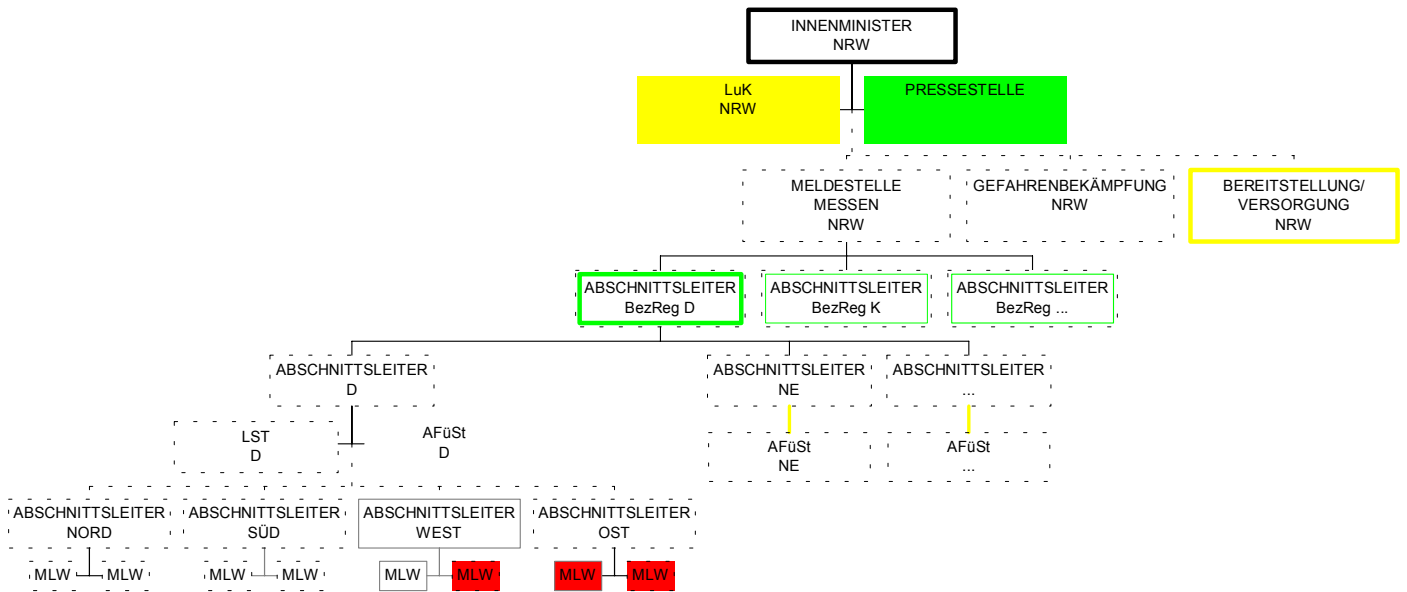 INNENMINISTER
NRW
LuK
NRW
PRESSESTELLE
MELDESTELLE
MESSEN
NRW
GEFAHRENBEKÄMPFUNG
NRW
BEREITSTELLUNG/
VERSORGUNG
NRW
ABSCHNITTSLEITER
BezReg D
ABSCHNITTSLEITER
BezReg K
ABSCHNITTSLEITER
BezReg ...
ABSCHNITTSLEITER
D
ABSCHNITTSLEITER
NE
ABSCHNITTSLEITER
...
LST
D
AFüSt
D
AFüSt
NE
AFüSt
...
ABSCHNITTSLEITER
NORD
ABSCHNITTSLEITER
SÜD
ABSCHNITTSLEITER
WEST
ABSCHNITTSLEITER
OST
MLW
MLW
MLW
MLW
MLW
MLW
MLW
MLW